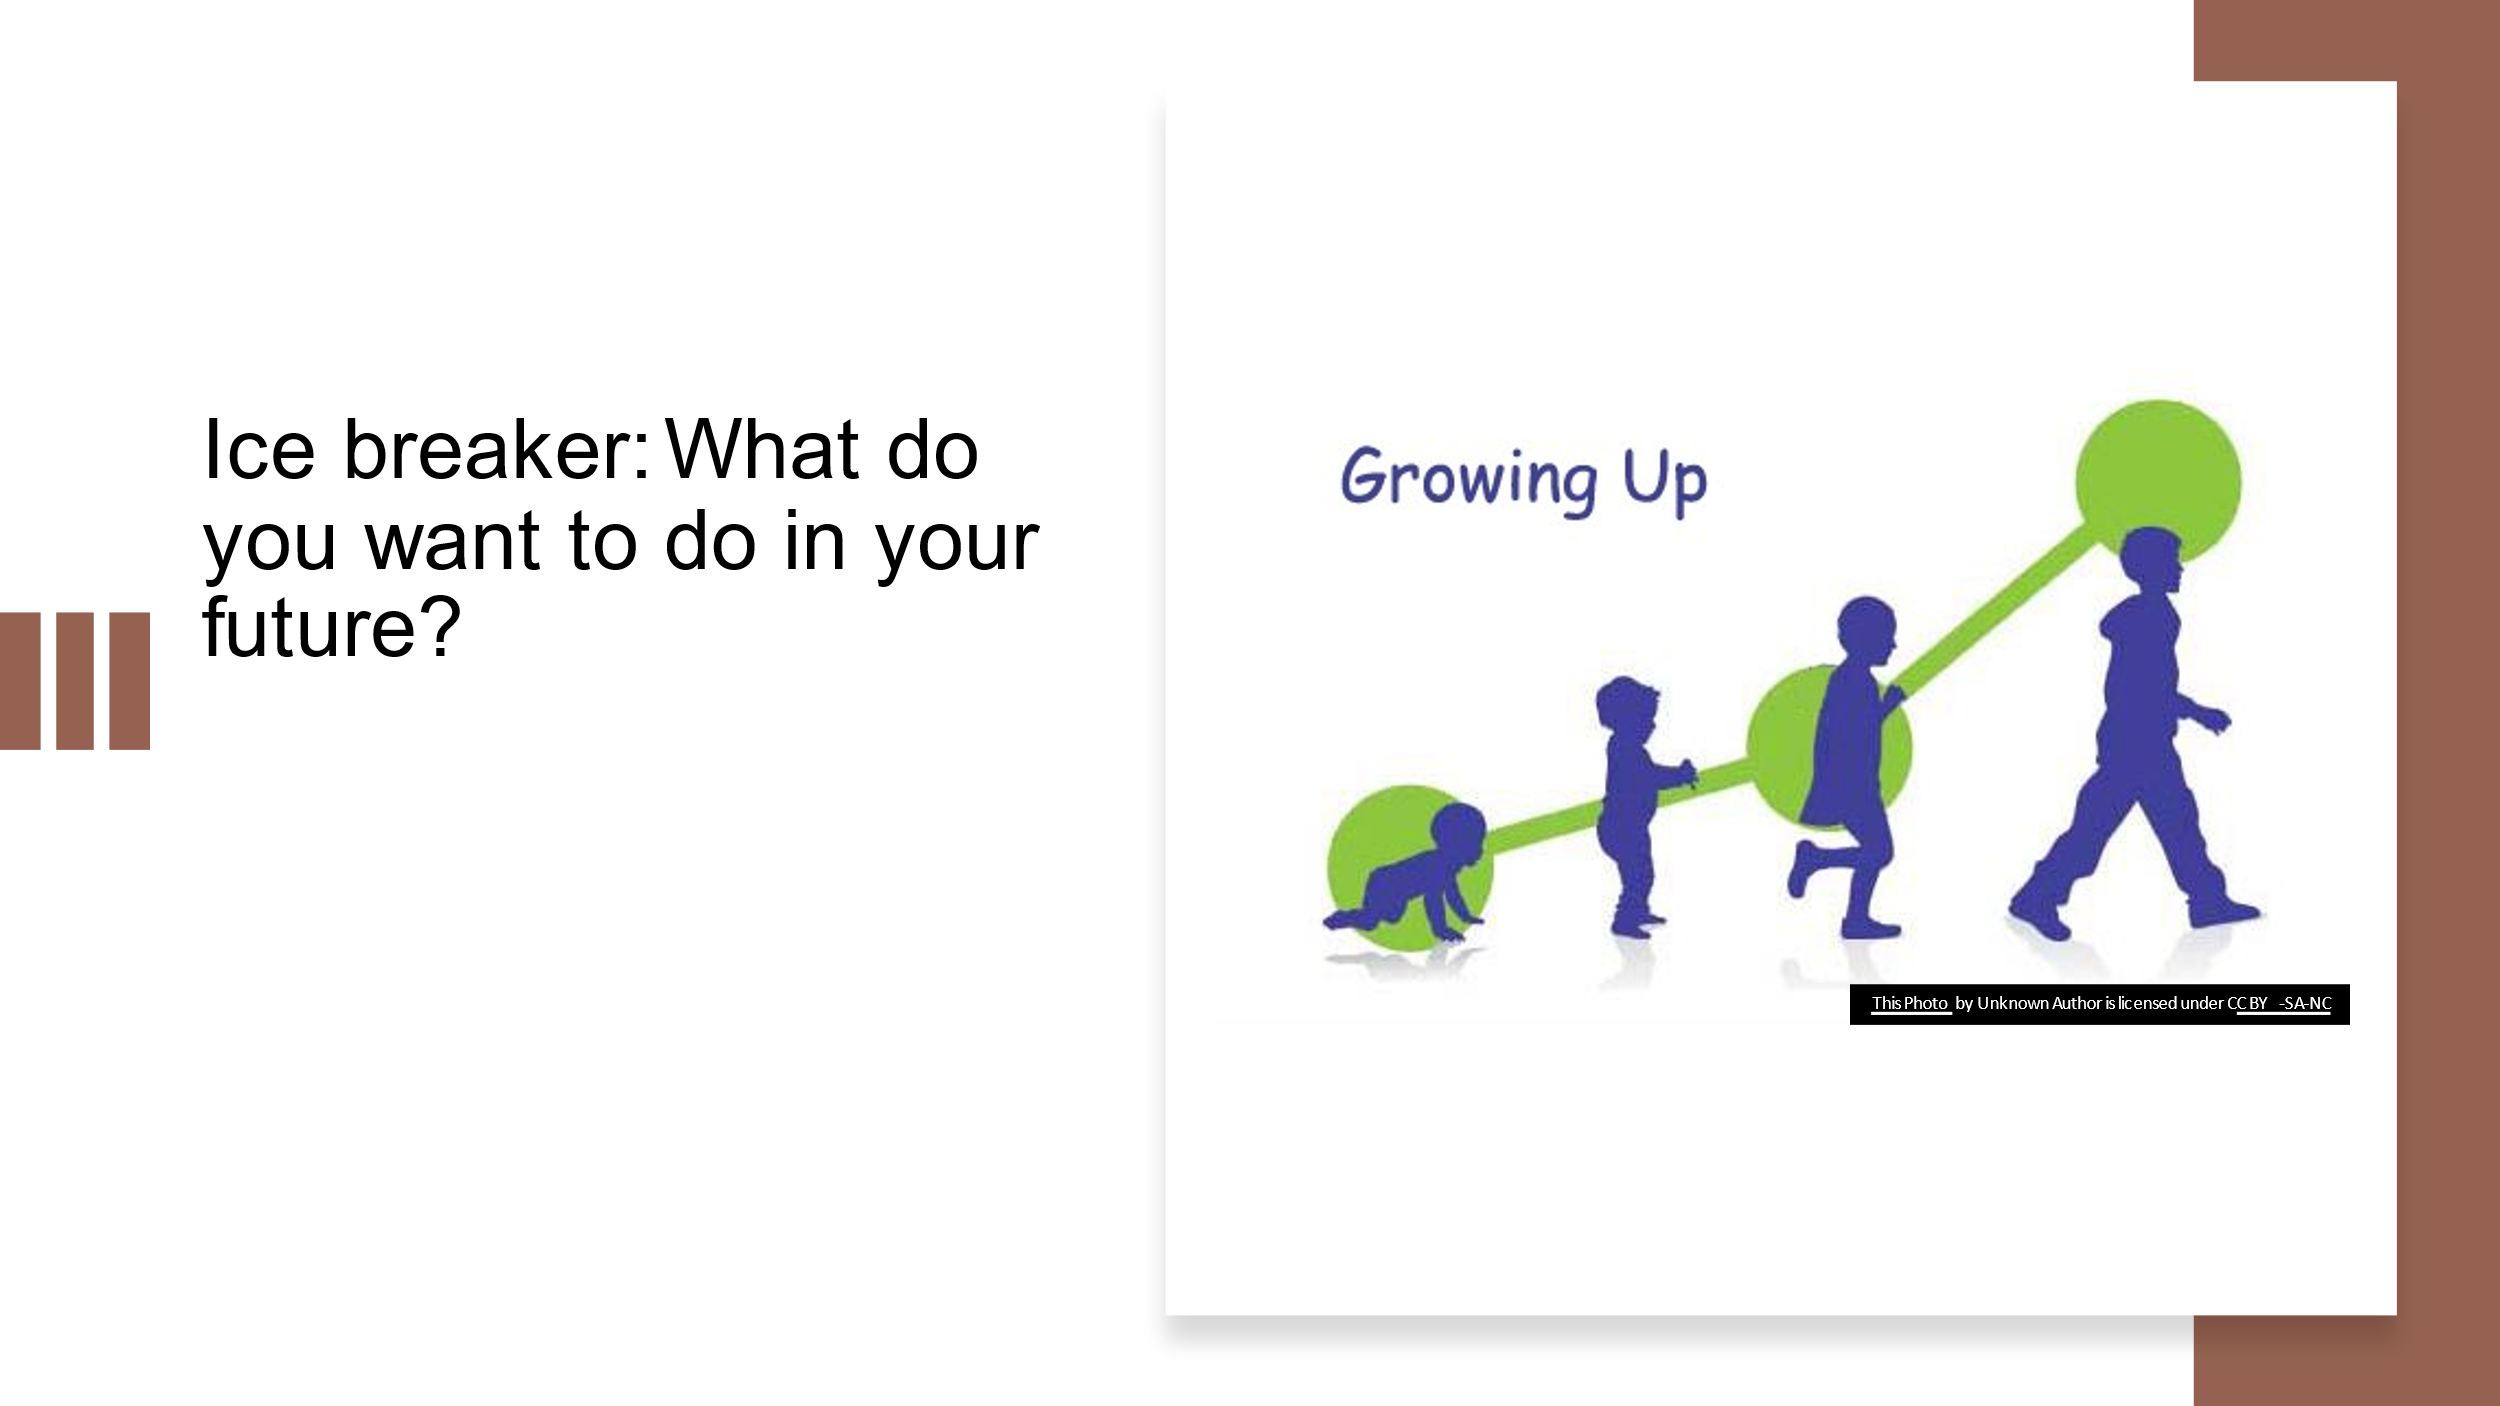 Ice breaker: What do
you want to do in your
future?
Growing Up
This Photo by Unknown Author is licensed under CC BY -SA-NC